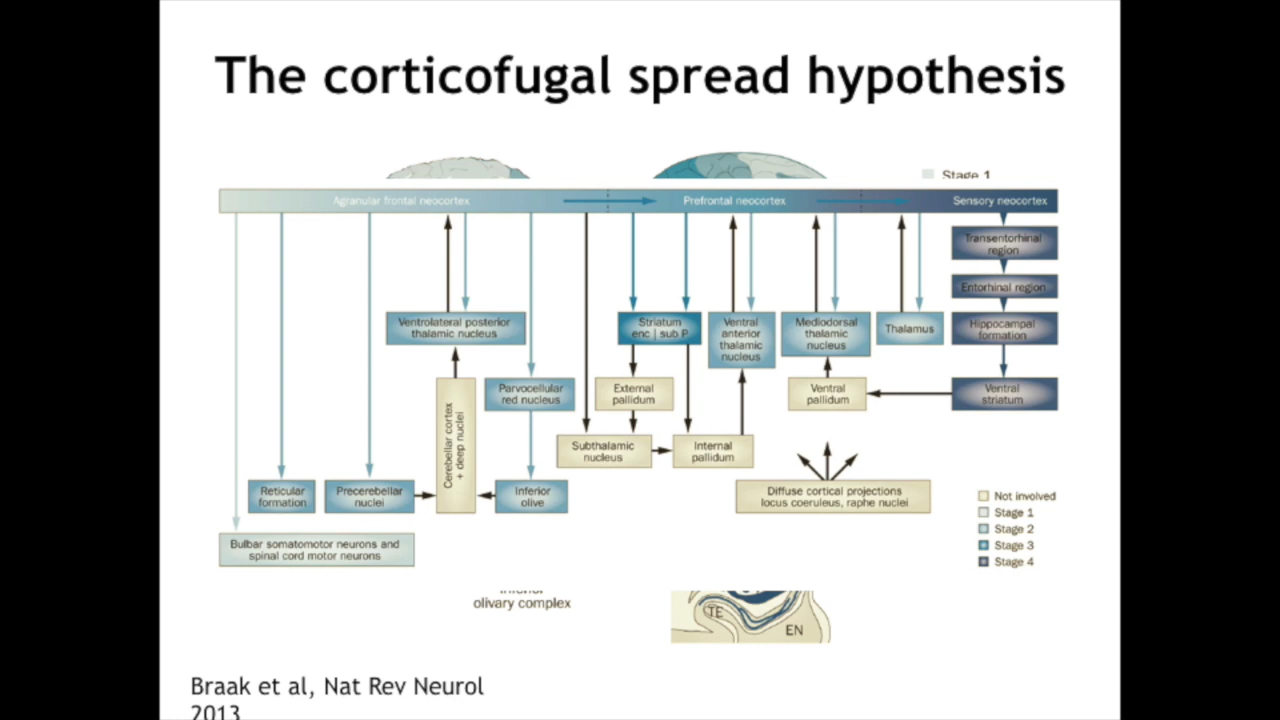 The corticofugal spread hypothesis
Stage 1
Agranular frontal neocortex
Prefrontal neocortex
Sensory neocortex
Transentorhinal
region
Entorhinal region
Ventrolateral posterior
thalamic nucleus
Striatum
enc | sub P
Ventral
anterior
thalamic
nucleus
Mediodorsal
thalamic
nucleus
Thalamus
Hippocampal
formation
Cerebellar cortex
+ deep nuclei
Parvocellular
red nucleus
External
pallidum
Ventral
pallidum
Ventral
striatum
Subthalamic
nucleus
Internal
pallidum
Reticular
formation
Precerebellar
nuclei
Inferior
olive
Diffuse cortical projections
locus coeruleus, raphe nuclei
Not involved
Stage 1
Stage 2
Stage 3
Stage 4
Bulbar somatomotor neurons and
spinal cord motor neurons
olivary complex
TE
EN
Braak et al, Nat Rev Neurol
2013